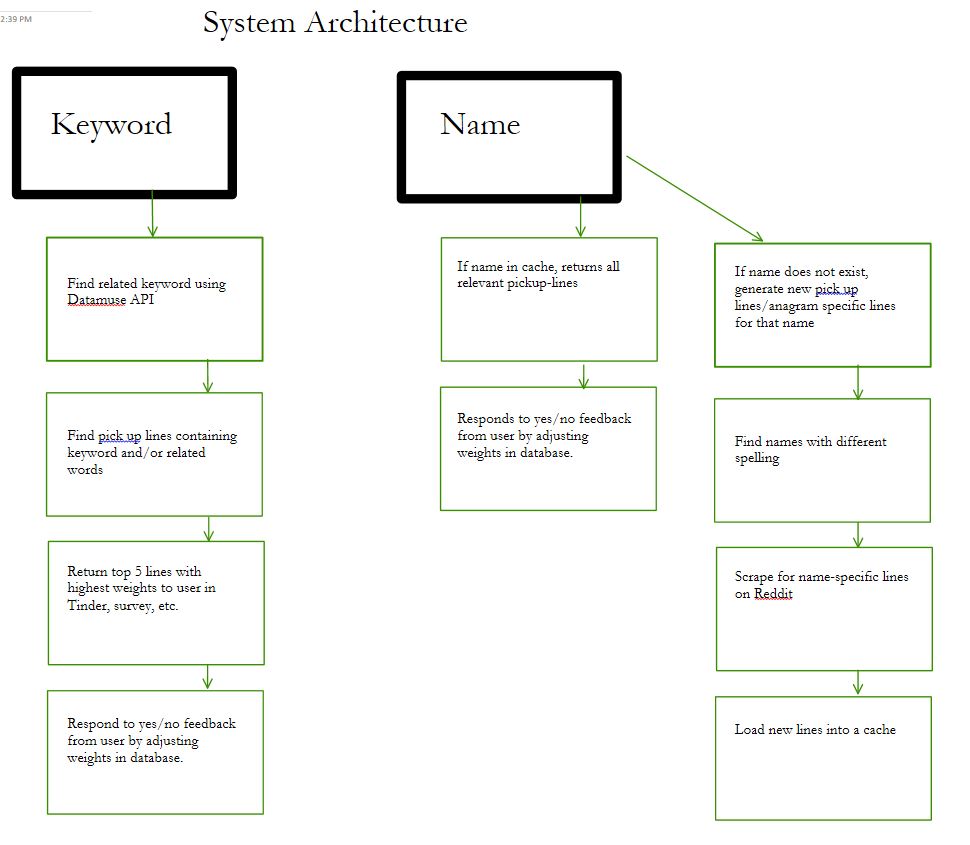 2:39 PM
System Architecture
Keyword
Name
Find related keyword using
Datamuse API
Find pick up lines containing
keyword and/or related
words
Return top 5 lines with
highest weights to user in
Tinder, survey, etc.
Respond to yes/no feedback
from user by adjusting
weights in database.
If name in cache, returns all
relevant pickup-lines
Responds to yes/no feedback
from user by adjusting
weights in database.
If name does not exist,
generate new pick up
lines/anagram specific lines
for that name
Find names with different
spelling
Scrape for name-specific lines
on Reddit
Load new lines into a cache